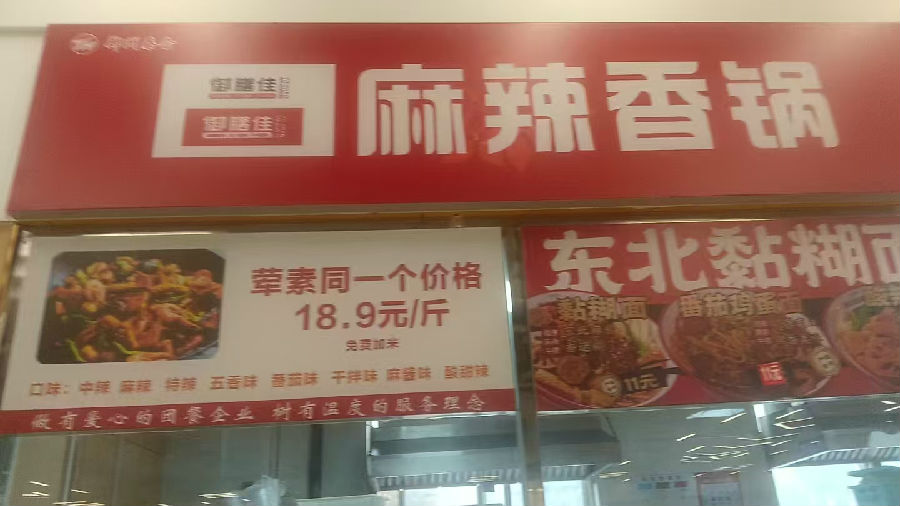 御膳佳
御膳佳
麻辣香锅
荤素同一个价格
18.9元/斤
免费加米
口味：中辣 麻辣 特辣 五香味 番茄味 干拌味 麻酱味 酸甜辣
做有爱心的团餐企业 树有温度的服务理念
东北黏糊面
黏糊面
番茄鸡蛋面
11元